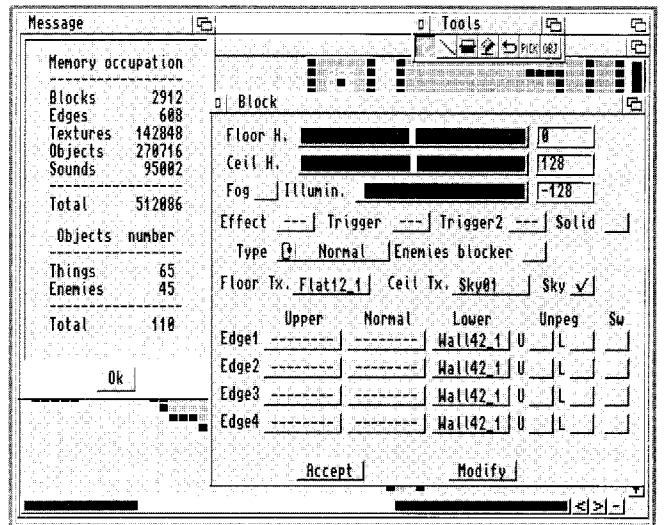 Message
Tools
PICK OBJ
Memory occupation
--------------------
Blocks 2912
Edges 608
Textures 142848
Objects 270716
Sounds 95002
--------------------
Total 512086
Objects number
--------------------
Things 65
Enemies 45
--------------------
Total 110
Ok
Block
Floor H. 0
Ceil H. 128
Fog Illumin. -128
Effect --- Trigger --- Trigger2 --- Solid
Type Normal Enemies blocker
Floor Tx. Flat12_1 Ceil Tx. Sky01 Sky ✓
Upper Normal Lower Unpeg Sw
Edge1 -------- -------- Wall42_1 U L
Edge2 -------- -------- Wall42_1 U L
Edge3 -------- -------- Wall42_1 U L
Edge4 -------- -------- Wall42_1 U L
Accept Modify
< > -